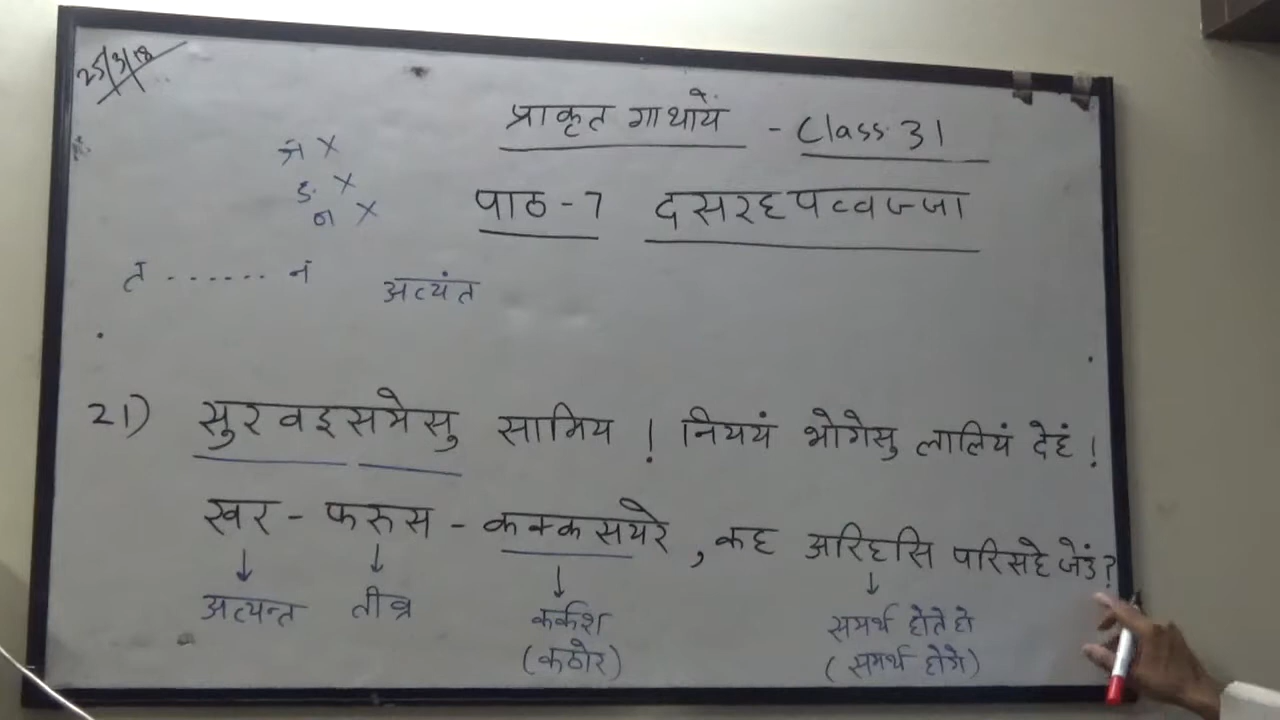 25/3/18
प्राकृत गाथायें - Class 31
पाठ - 7 दसरहपव्वज्जा
×
ङ ×
×
त ....... नं अत्यंत
21) सुरवइसमेसु सामिय ! निययं भोगेसु लालियं देहं !
खर - फरुस - कक्कसयरे , कह अरिहसि परिसहे जेउं ?
↓ ↓ ↓ ↓
अत्यन्त तीव्र कर्कश समर्थ होते हो
(कठोर) (समर्थ होंगे)